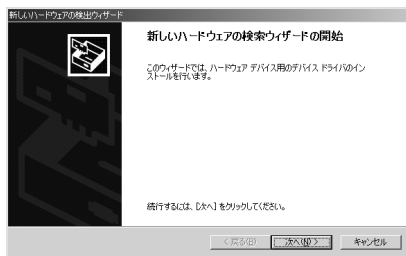 新しいハードウェアの検出ウィザード
新しいハードウェアの検索ウィザードの開始
このウィザードでは、ハードウェア デバイス用のデバイス ドライバのイン
ストールを行います。
続行するには、[次へ] をクリックしてください。
< 戻る(B)
次へ(N) >
キャンセル